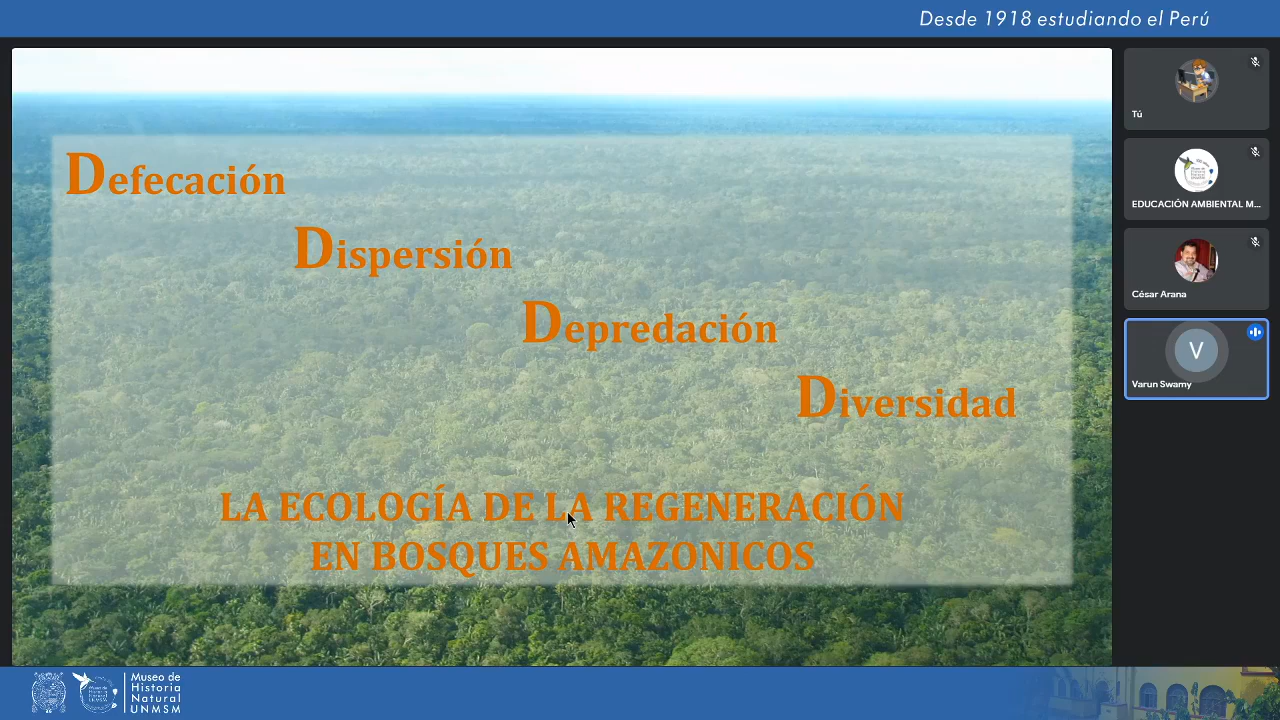 Desde 1918 estudiando el Perú
Defecación
Dispersión
Depredación
Diversidad
LA ECOLOGÍA DE LA REGENERACIÓN
EN BOSQUES AMAZONICOS
Tú
EDUCACIÓN AMBIENTAL M...
César Arana
V
Varun Swamy
Museo de
Historia
Natural
UNMSM